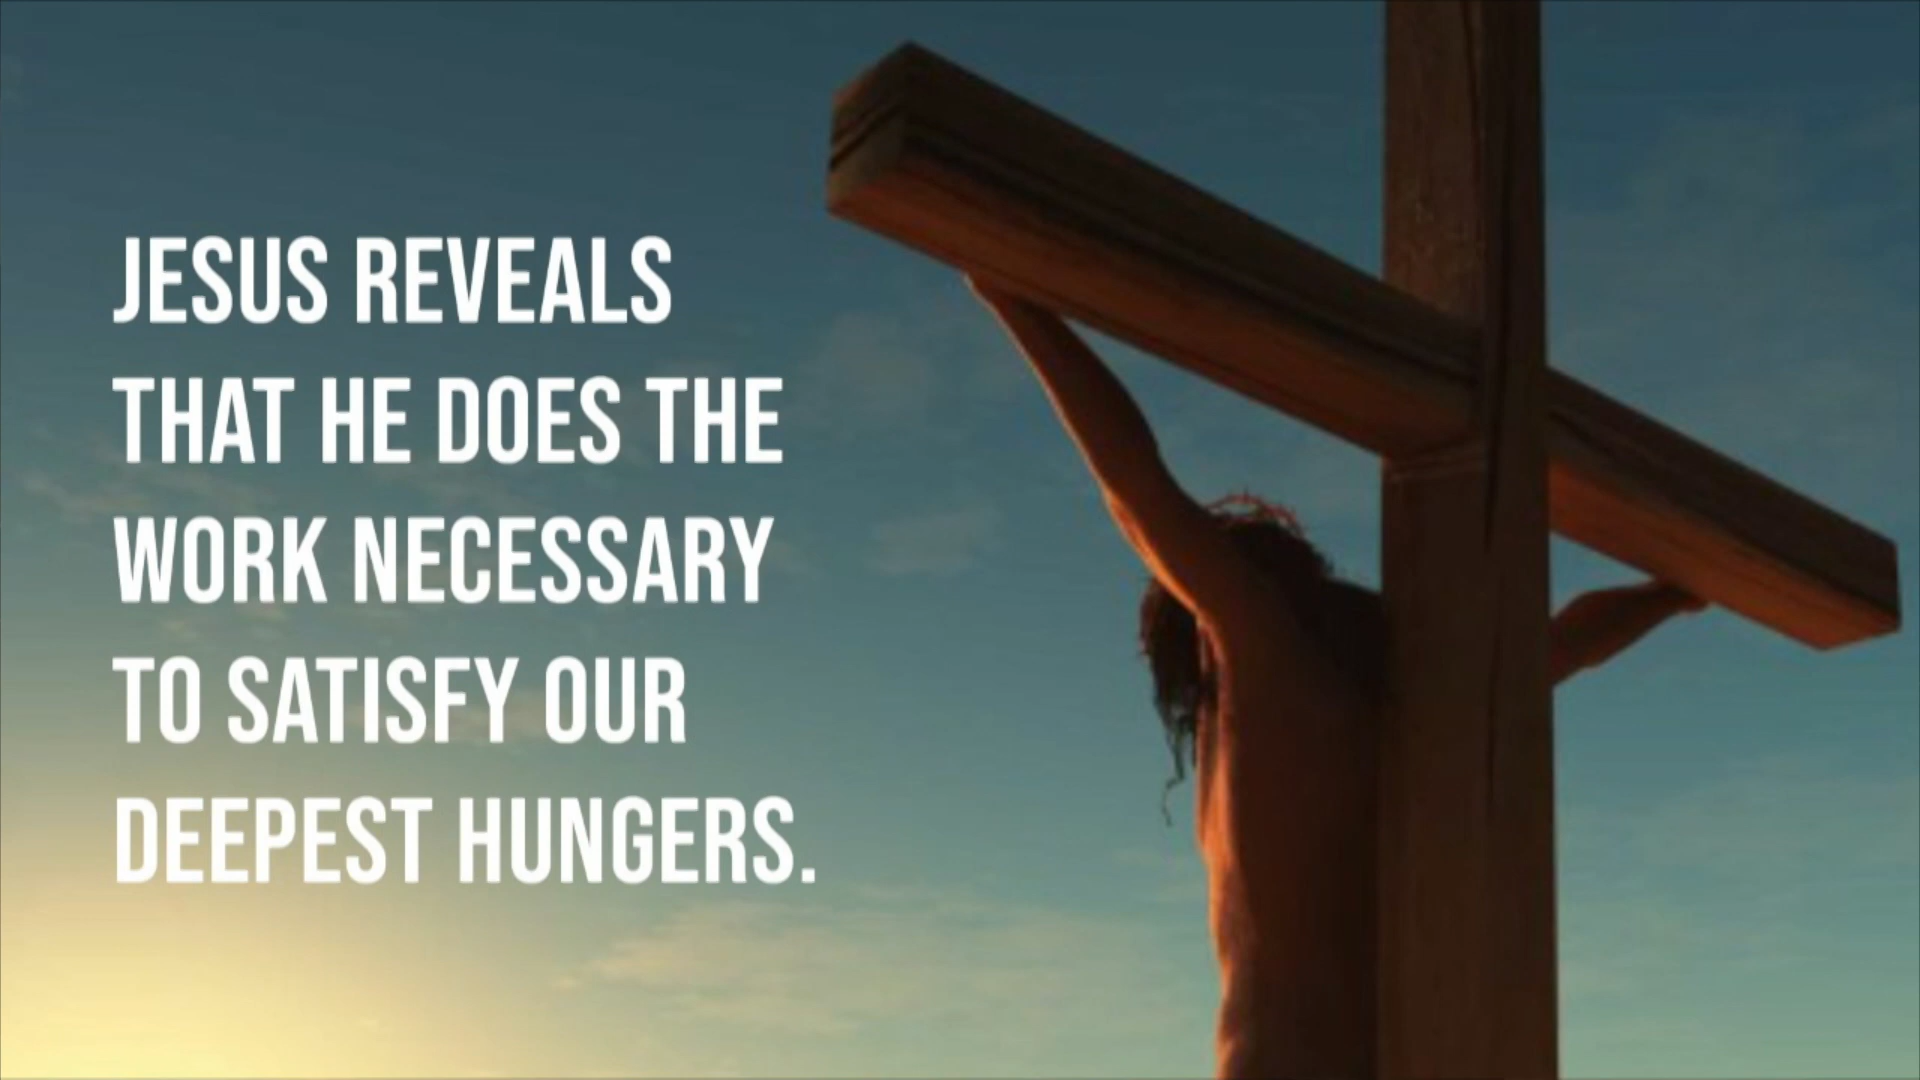 JESUS REVEALS
THAT HE DOES THE
WORK NECESSARY
TO SATISFY OUR
DEEPEST HUNGERS.